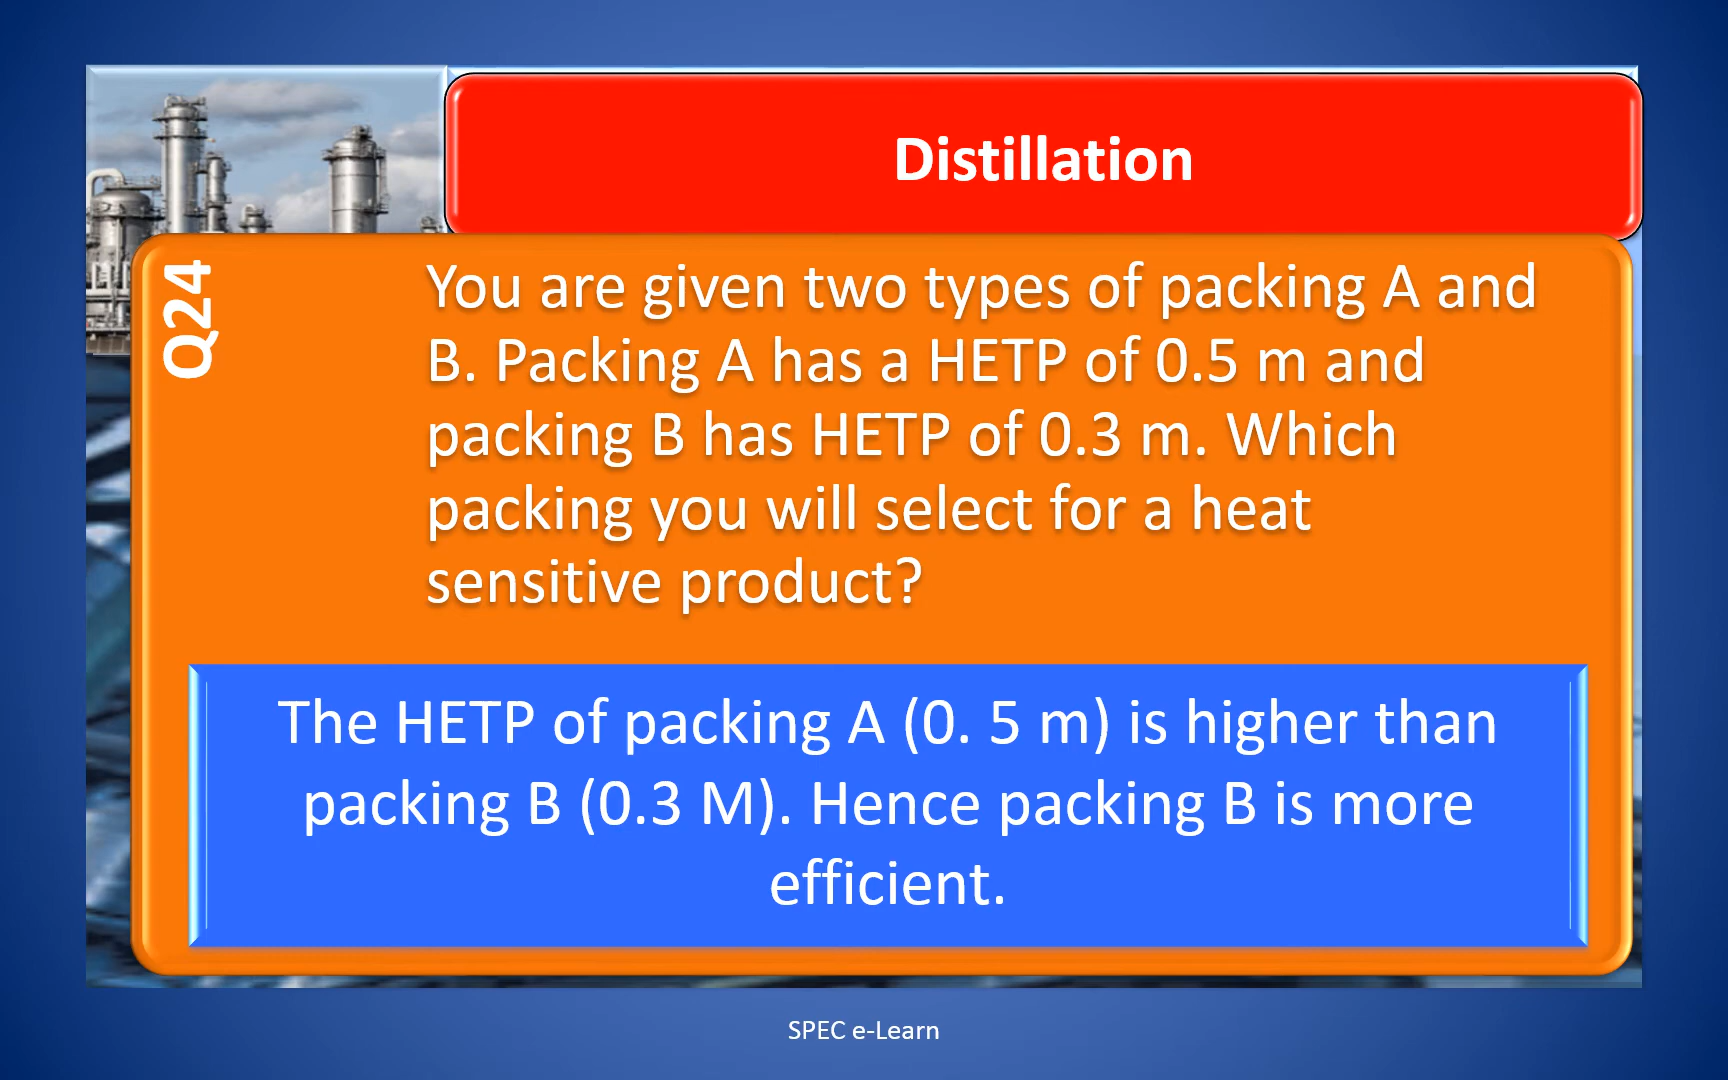 Distillation
Q24
You are given two types of packing A and
B. Packing A has a HETP of 0.5 m and
packing B has HETP of 0.3 m. Which
packing you will select for a heat
sensitive product?
The HETP of packing A (0. 5 m) is higher than
packing B (0.3 M). Hence packing B is more
efficient.
SPEC e-Learn